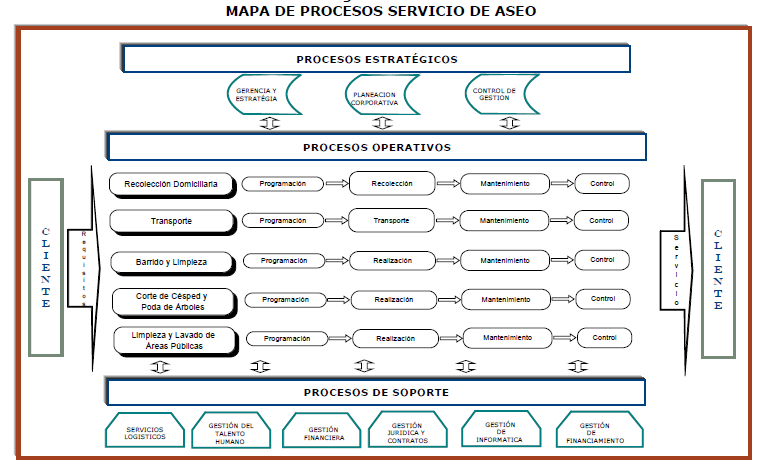 MAPA DE PROCESOS SERVICIO DE ASEO
PROCESOS ESTRATÉGICOS
GERENCIA Y
ESTRATÉGIA
PLANEACION
CORPORATIVA
CONTROL DE
GESTION
PROCESOS OPERATIVOS
CLIENTE
Requisitos
Recolección Domiciliaria
Programación
Recolección
Mantenimiento
Control
Transporte
Programación
Transporte
Mantenimiento
Control
Barrido y Limpieza
Programación
Realización
Mantenimiento
Control
Corte de Césped y
Poda de Árboles
Programación
Realización
Mantenimiento
Control
Limpieza y Lavado de
Áreas Públicas
Programación
Realización
Mantenimiento
Control
Servicio
CLIENTE
PROCESOS DE SOPORTE
SERVICIOS
LOGISTICOS
GESTIÓN DEL
TALENTO
HUMANO
GESTIÓN
FINANCIERA
GESTIÓN
JURIDICA Y
CONTRATOS
GESTIÓN
DE
INFORMATICA
GESTIÓN
DE
FINANCIAMIENTO